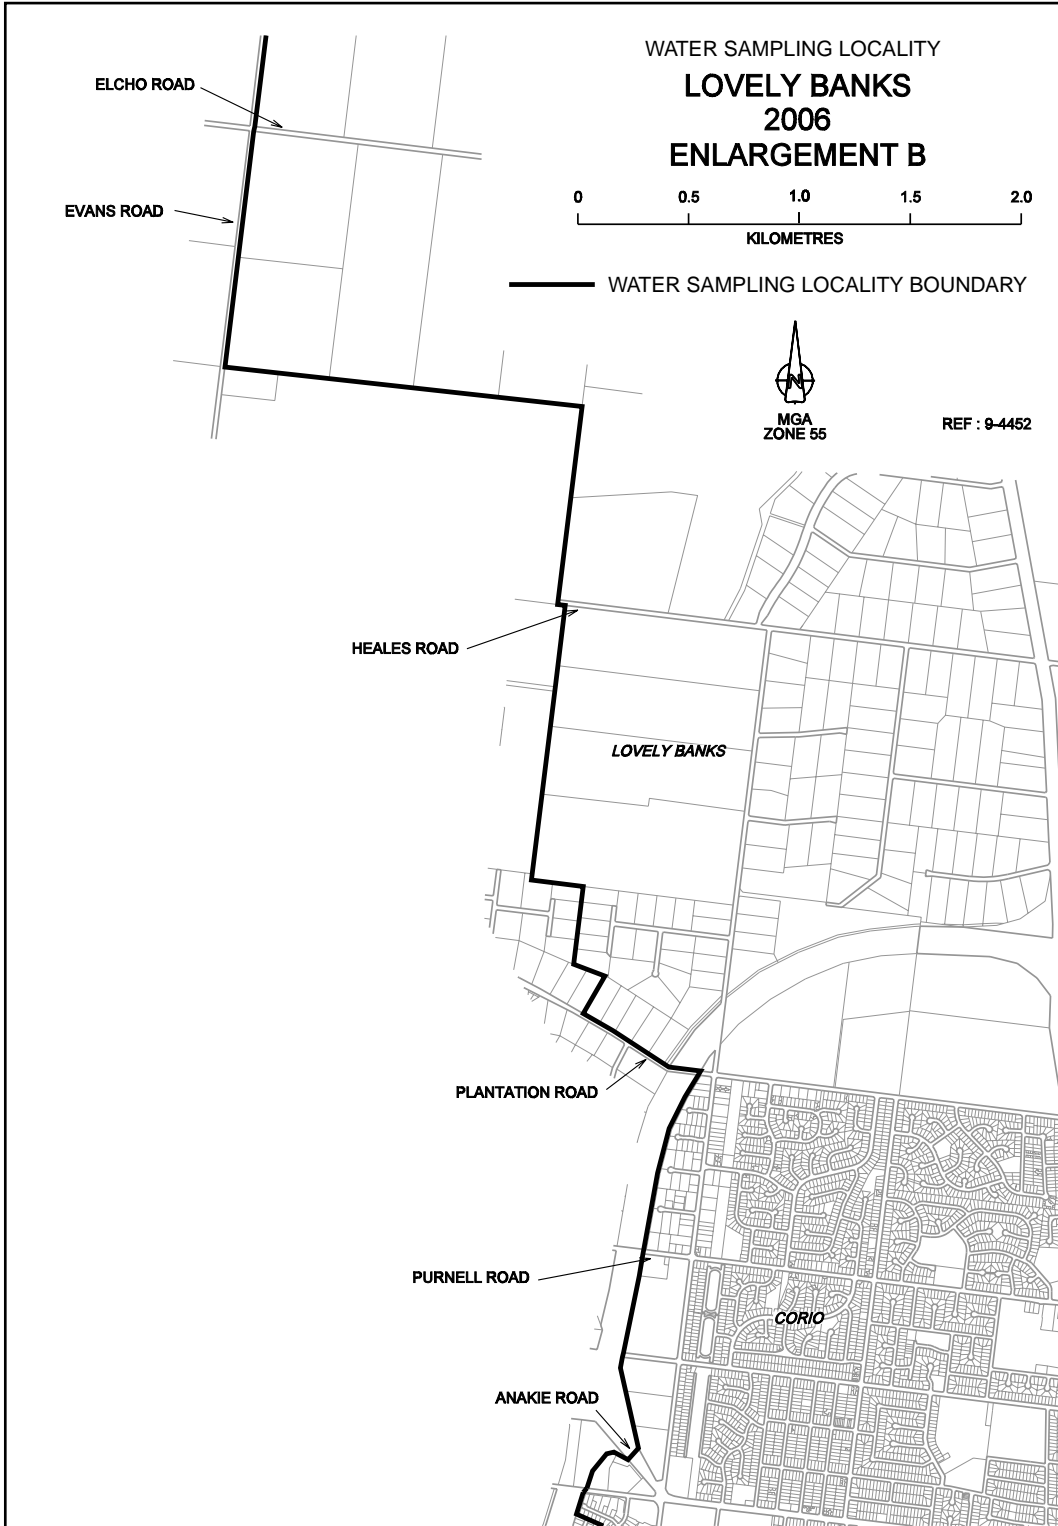 WATER SAMPLING LOCALITY
LOVELY BANKS
2006
ENLARGEMENT B
0 0.5 1.0 1.5 2.0
KILOMETRES
WATER SAMPLING LOCALITY BOUNDARY
N
MGA
ZONE 55
REF : 9-4452
ELCHO ROAD
EVANS ROAD
HEALES ROAD
LOVELY BANKS
PLANTATION ROAD
PURNELL ROAD
CORIO
ANAKIE ROAD